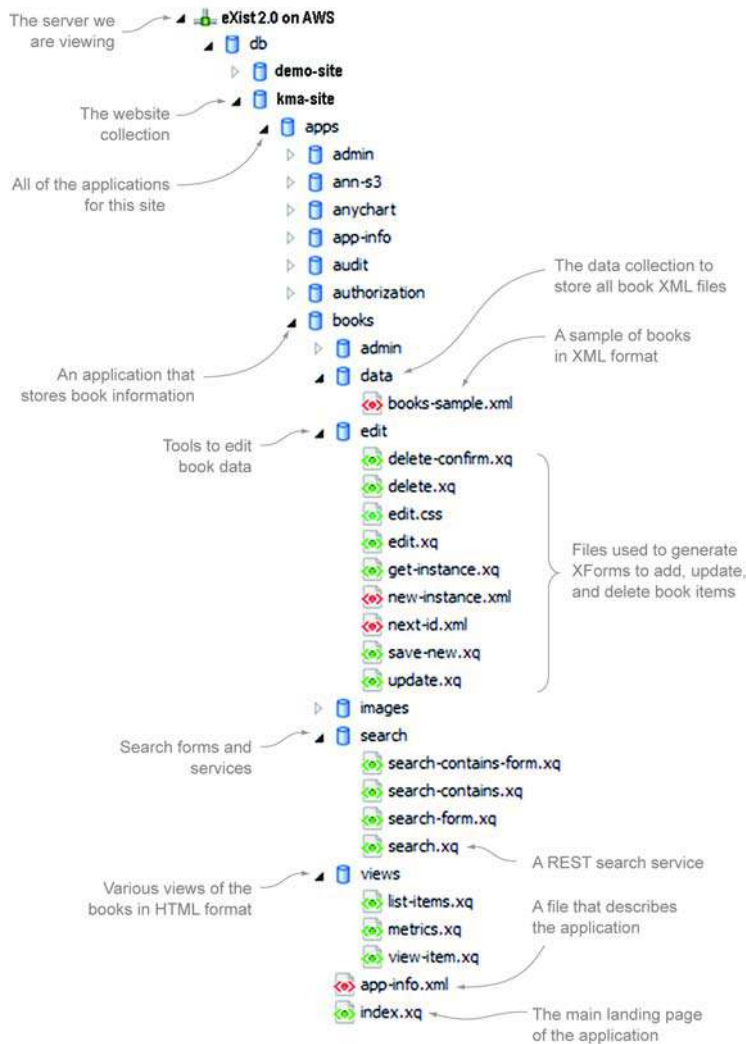 The server we
are viewing
eXist 2.0 on AWS
db
demo-site
kma-site
The website
collection
apps
All of the applications
for this site
admin
ann-s3
anychart
app-info
audit
authorization
The data collection to
store all book XML files
books
An application that
stores book information
admin
data
A sample of books
in XML format
books-sample.xml
edit
Tools to edit
book data
delete-confirm.xq
delete.xq
edit.css
edit.xq
get-instance.xq
new-instance.xml
next-id.xml
save-new.xq
update.xq
Files used to generate
XForms to add, update,
and delete book items
images
search
Search forms and
services
search-contains-form.xq
search-contains.xq
search-form.xq
search.xq
A REST search service
views
Various views of the
books in HTML format
list-items.xq
metrics.xq
view-item.xq
A file that describes
the application
app-info.xml
index.xq
The main landing page
of the application